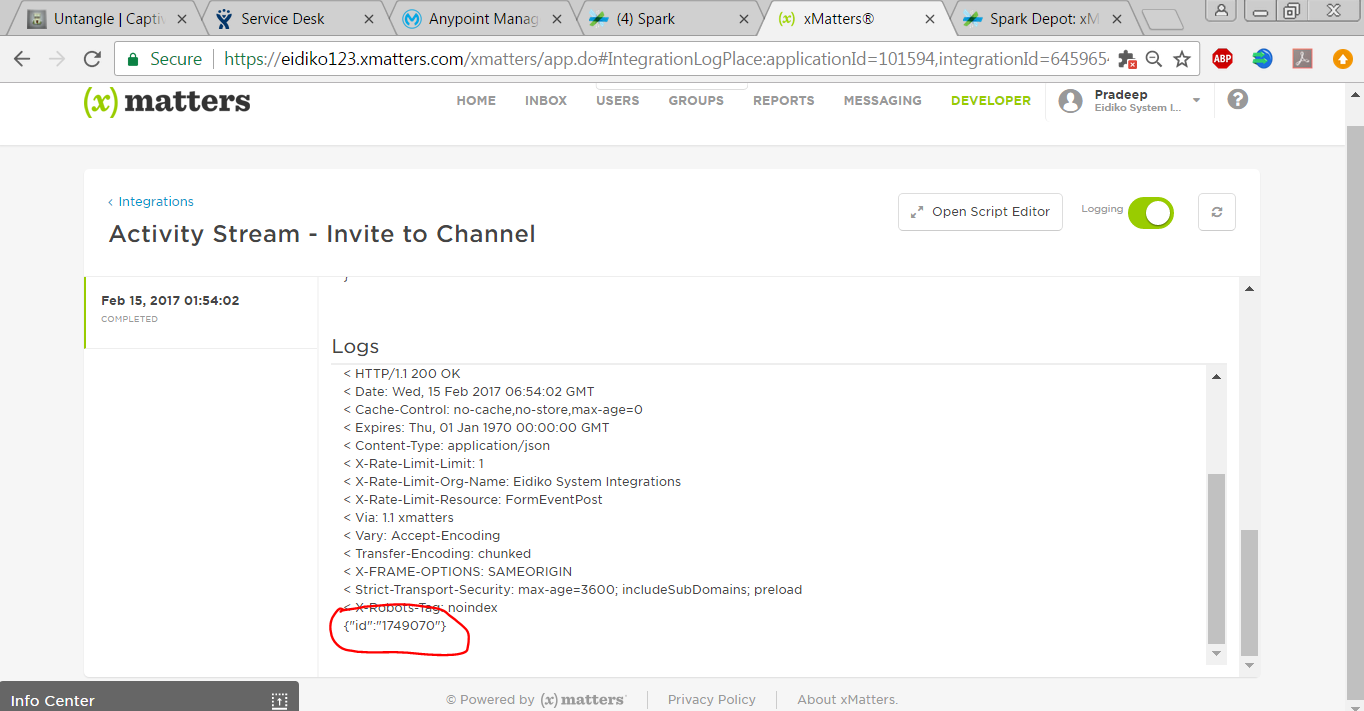 Untangle | Captiv
Service Desk
Anypoint Manag
(4) Spark
xMatters®
Spark Depot: xM
Secure
https://eidiko123.xmatters.com/xmatters/app.do#IntegrationLogPlace:applicationId=101594,integrationId=645965
ABP
(x) matters
HOME
INBOX
USERS
GROUPS
REPORTS
MESSAGING
DEVELOPER
Pradeep
Eidiko System I...
?
‹ Integrations
Activity Stream - Invite to Channel
Open Script Editor
Logging
Feb 15, 2017 01:54:02
COMPLETED
Logs
< HTTP/1.1 200 OK
< Date: Wed, 15 Feb 2017 06:54:02 GMT
< Cache-Control: no-cache,no-store,max-age=0
< Expires: Thu, 01 Jan 1970 00:00:00 GMT
< Content-Type: application/json
< X-Rate-Limit-Limit: 1
< X-Rate-Limit-Org-Name: Eidiko System Integrations
< X-Rate-Limit-Resource: FormEventPost
< Via: 1.1 xmatters
< Vary: Accept-Encoding
< Transfer-Encoding: chunked
< X-FRAME-OPTIONS: SAMEORIGIN
< Strict-Transport-Security: max-age=3600; includeSubDomains; preload
< X-Robots-Tag: noindex
{"id":"1749070"}
Info Center
© Powered by (x) matters
Privacy Policy
About xMatters.